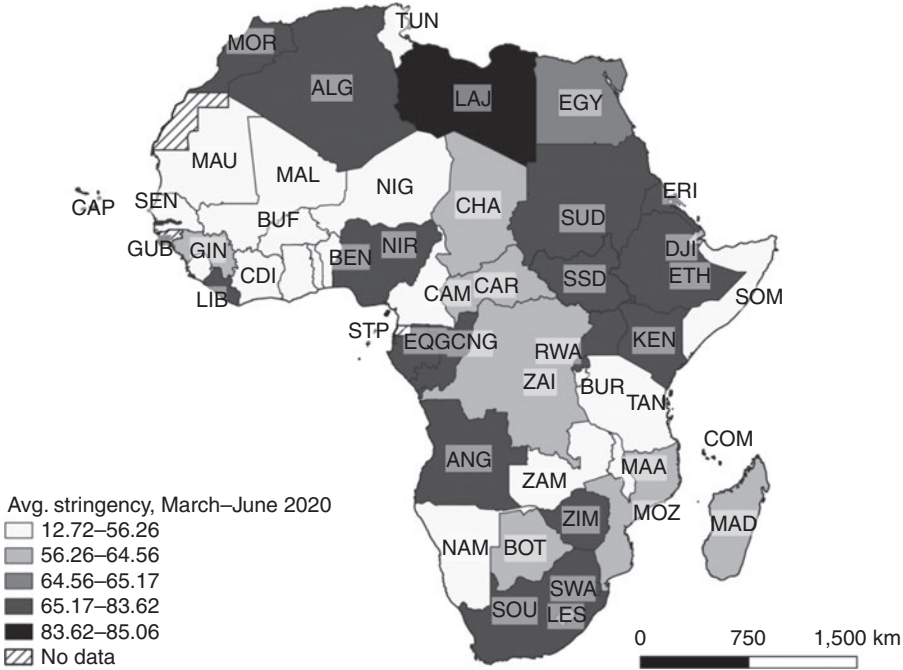 TUN
MOR
ALG
LAJ
EGY
MAU
MAL
NIG
CHA
SUD
ERI
CAP
SEN
BUF
GUB
GIN
CDI
BEN
NIR
DJI
ETH
SSD
LIB
CAM
CAR
SOM
STP
EQG
CNG
RWA
KEN
ZAI
BUR
TAN
COM
ANG
ZAM
MAA
MOZ
MAD
ZIM
NAM
BOT
SWA
SOU
LES
Avg. stringency, March–June 2020
12.72–56.26
56.26–64.56
64.56–65.17
65.17–83.62
83.62–85.06
No data
0 750 1,500 km